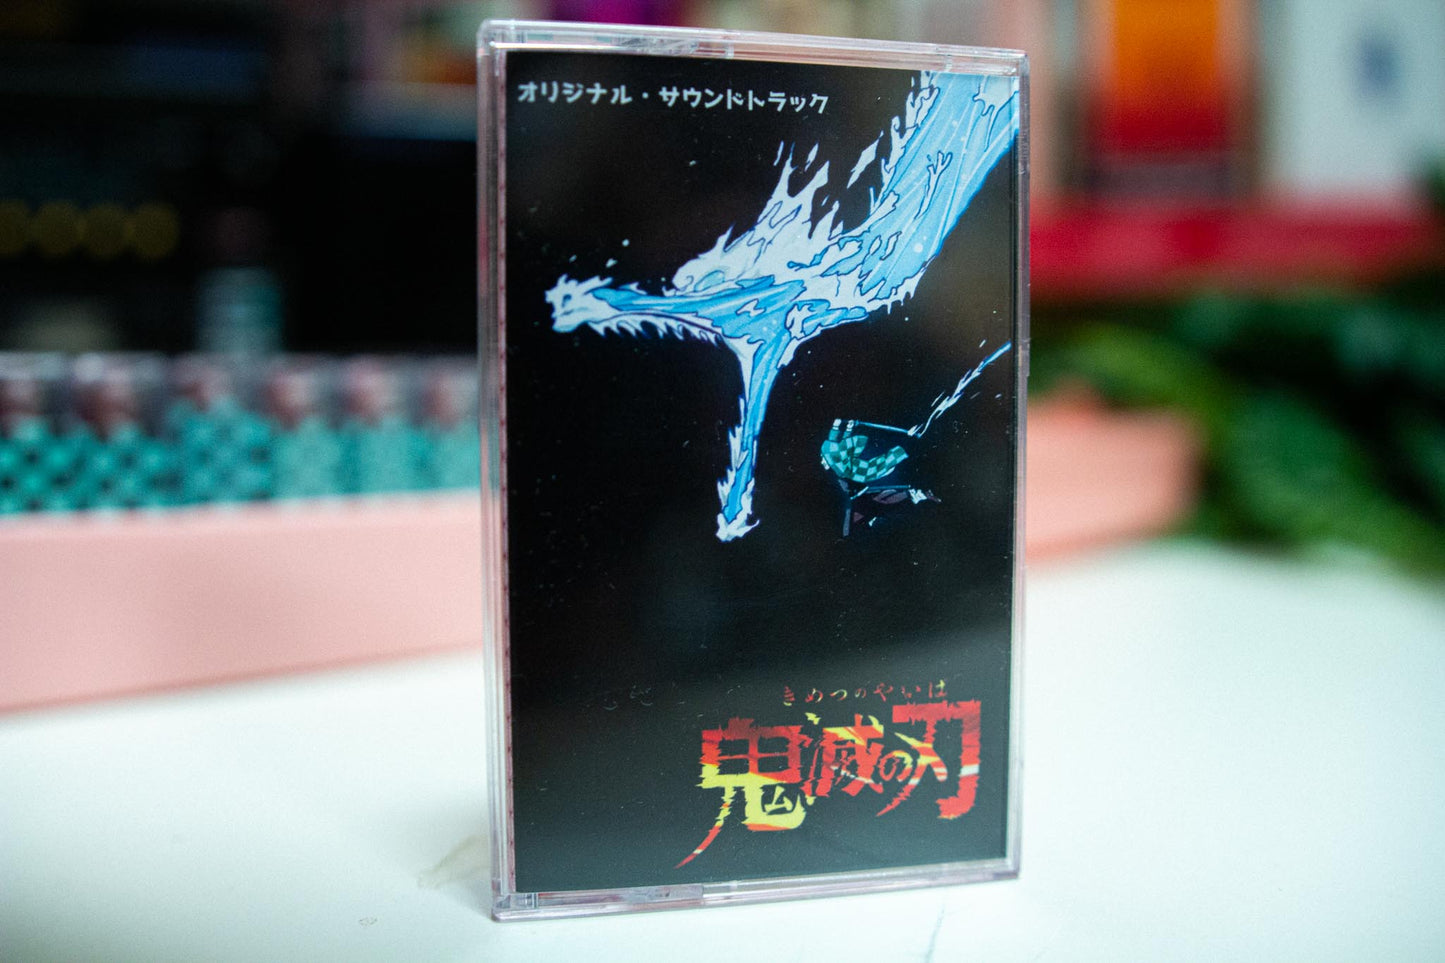 オリジナル・サウンドトラック
きめつのやいば
鬼滅の刃